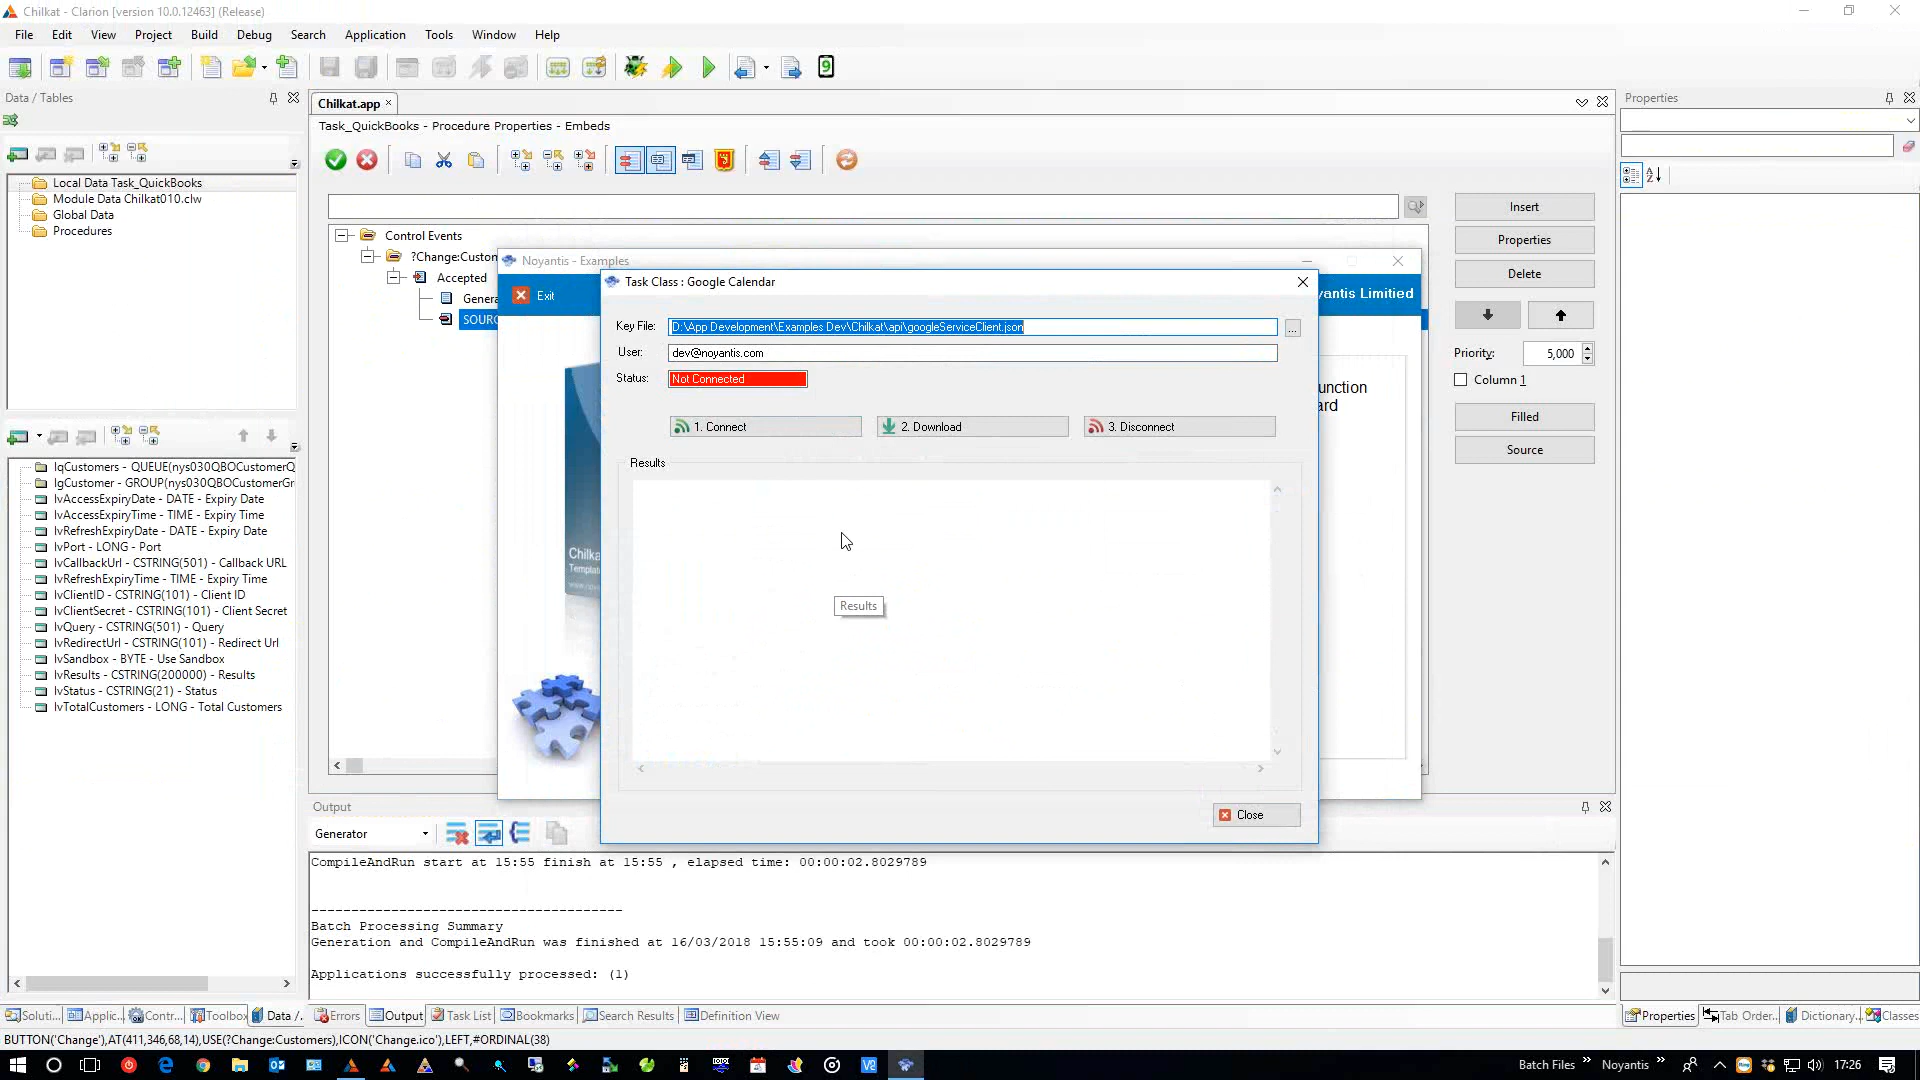 Chilkat - Clarion [version 10.0.12463] (Release)
File Edit View Project Build Debug Search Application Tools Window Help
Data / Tables
Local Data Task_QuickBooks
Module Data Chilkat010.clw
Global Data
Procedures
lqCustomers - QUEUE(nys030QBOCustomerQ
lgCustomer - GROUP(nys030QBOCustomerGr
lvAccessExpiryDate - DATE - Expiry Date
lvAccessExpiryTime - TIME - Expiry Time
lvRefreshExpiryDate - DATE - Expiry Date
lvPort - LONG - Port
lvCallbackUrl - CSTRING(501) - Callback URL
lvRefreshExpiryTime - TIME - Expiry Time
lvClientID - CSTRING(101) - Client ID
lvClientSecret - CSTRING(101) - Client Secret
lvQuery - CSTRING(501) - Query
lvRedirectUrl - CSTRING(101) - Redirect Url
lvSandbox - BYTE - Use Sandbox
lvResults - CSTRING(200000) - Results
lvStatus - CSTRING(21) - Status
lvTotalCustomers - LONG - Total Customers
Chilkat.app
Task_QuickBooks - Procedure Properties - Embeds
Control Events
?Change:Custom
Accepted
Genera
SOURC
Noyantis - Examples
Exit
yantis Limitied
unction
ard
Chilka
Templat
Task Class : Google Calendar
Key File: D:\App Development\Examples Dev\Chilkat\api\googleServiceClient.json ...
User: dev@noyantis.com
Status: Not Connected
1. Connect 2. Download 3. Disconnect
Results
Results
Close
Insert
Properties
Delete
Priority: 5,000
Column 1
Filled
Source
Properties
Output
Generator
CompileAndRun start at 15:55 finish at 15:55 , elapsed time: 00:00:02.8029789
---------------------------------------
Batch Processing Summary
Generation and CompileAndRun was finished at 16/03/2018 15:55:09 and took 00:00:02.8029789
Applications successfully processed: (1)
Soluti... Applic... Contr... Toolbox Data /... Errors Output Task List Bookmarks Search Results Definition View Properties Tab Order... Dictionary... Classes
BUTTON('Change'),AT(411,346,68,14),USE(?Change:Customers),ICON('Change.ico'),LEFT,#ORDINAL(38)
Batch Files Noyantis 17:26